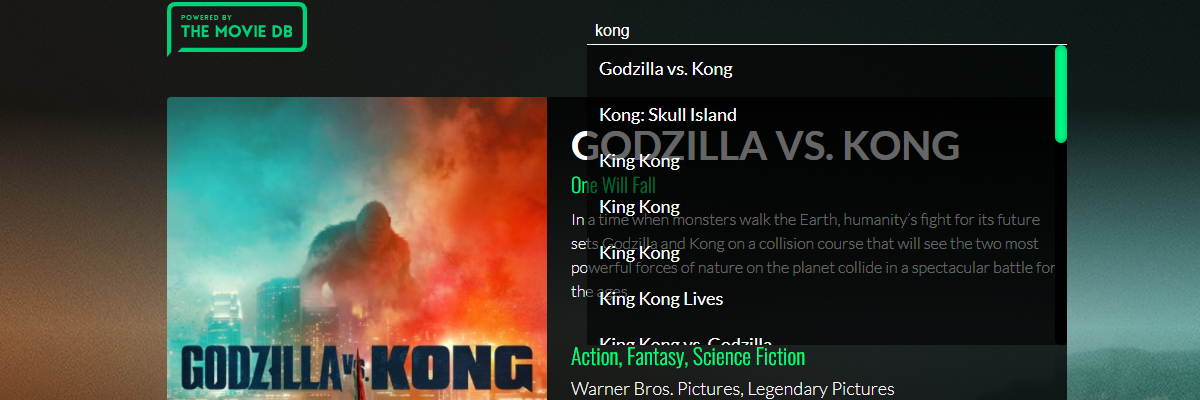 POWERED BY
THE MOVIE DB
kong
Godzilla vs. Kong
Kong: Skull Island
King Kong
King Kong
King Kong
King Kong Lives
King Kong vs. Godzilla
GODZILLA VS. KONG
One Will Fall
In a time when monsters walk the Earth, humanity’s fight for its future
sets Godzilla and Kong on a collision course that will see the two most
powerful forces of nature on the planet collide in a spectacular battle for
the ages.
Action, Fantasy, Science Fiction
Warner Bros. Pictures, Legendary Pictures
GODZILLA vs. KONG